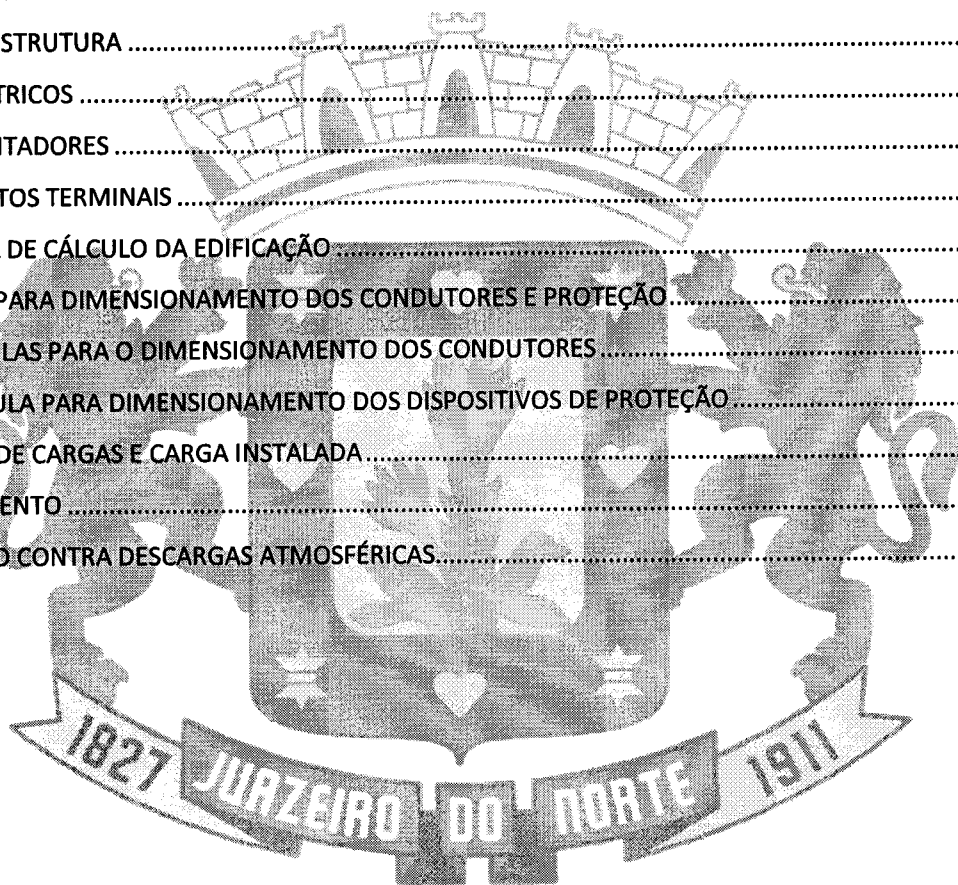 STRUTURA
TRICOS
ITADORES
TOS TERMINAIS
DE CÁLCULO DA EDIFICAÇÃO
PARA DIMENSIONAMENTO DOS CONDUTORES E PROTEÇÃO
LAS PARA O DIMENSIONAMENTO DOS CONDUTORES
ULA PARA DIMENSIONAMENTO DOS DISPOSITIVOS DE PROTEÇÃO
DE CARGAS E CARGA INSTALADA
ENTO
O CONTRA DESCARGAS ATMOSFÉRICAS
1827 JUAZEIRO DO NORTE 1911